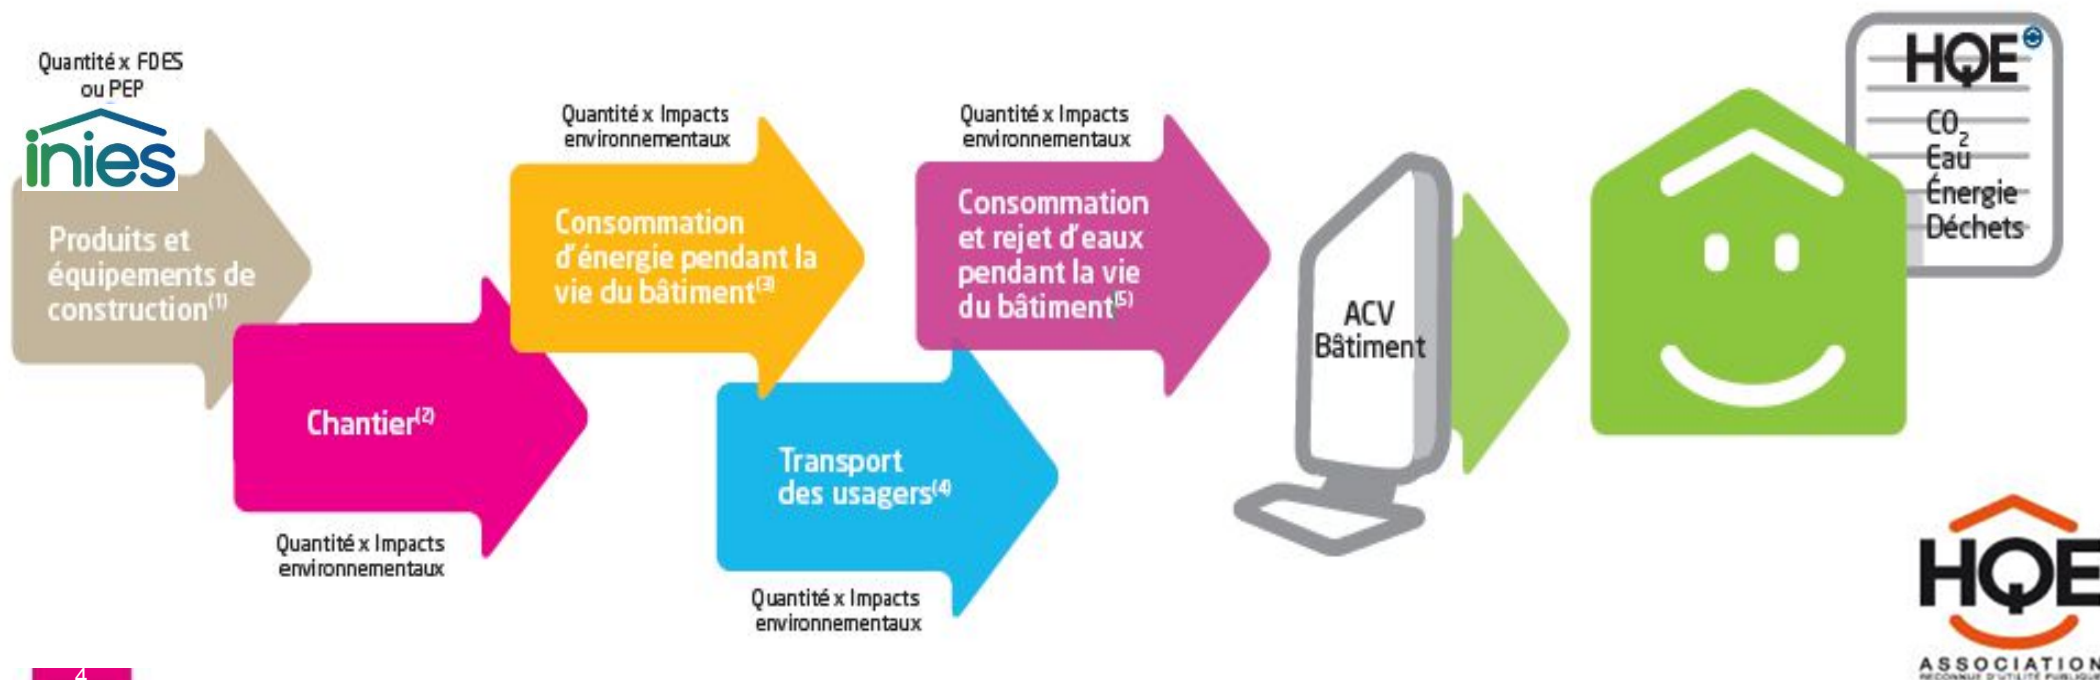 Quantité x FDES
ou PEP
inies
Produits et
équipements de
construction(1)
Chantier(2)
Quantité x Impacts
environnementaux
Quantité x Impacts
environnementaux
Consommation
d'énergie pendant la
vie du bâtiment(3)
Transport
des usagers(4)
Quantité x Impacts
environnementaux
Quantité x Impacts
environnementaux
Consommation
et rejet d'eaux
pendant la vie
du bâtiment(5)
ACV
Bâtiment
HQE
CO2
Eau
Énergie
Déchets
HQE
ASSOCIATION
RECONNUE D'UTILITÉ PUBLIQUE
4